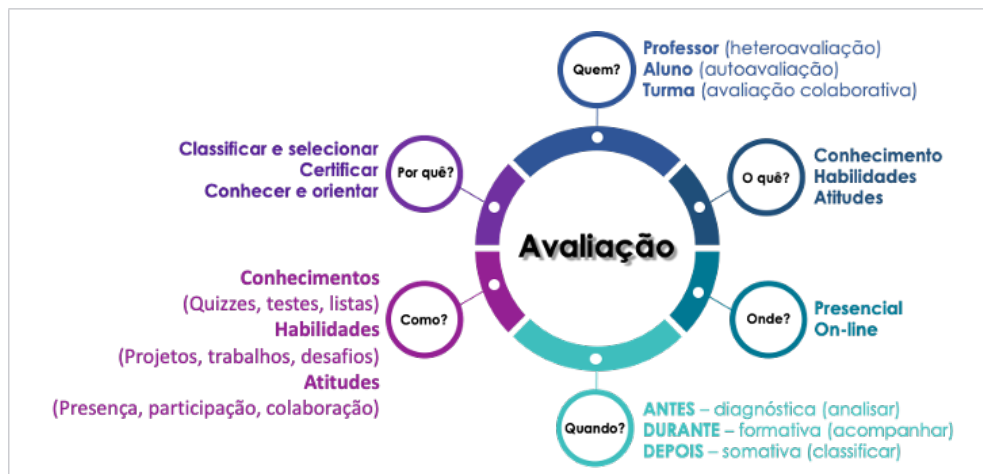 Quem?
Professor (heteroavaliação)
Aluno (autoavaliação)
Turma (avaliação colaborativa)
O quê?
Conhecimento
Habilidades
Atitudes
Onde?
Presencial
On-line
Quando?
ANTES – diagnóstica (analisar)
DURANTE – formativa (acompanhar)
DEPOIS – somativa (classificar)
Como?
Conhecimentos
(Quizzes, testes, listas)
Habilidades
(Projetos, trabalhos, desafios)
Atitudes
(Presença, participação, colaboração)
Por quê?
Classificar e selecionar
Certificar
Conhecer e orientar
Avaliação